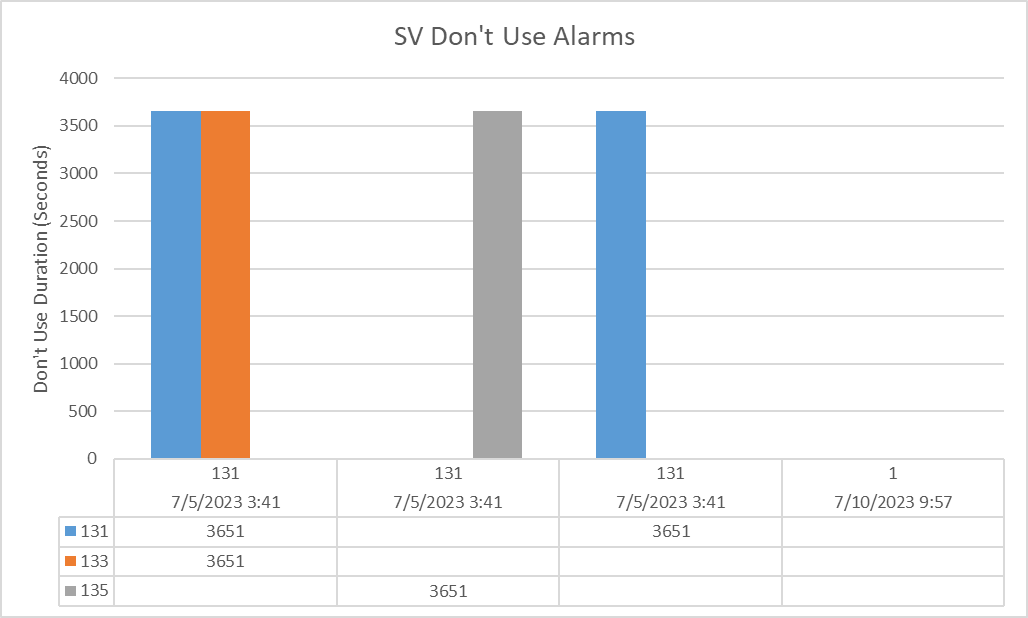 SV Don't Use Alarms
Don't Use Duration (Seconds)
4000
3500
3000
2500
2000
1500
1000
500
0
131 131 131 1
7/5/2023 3:41 7/5/2023 3:41 7/5/2023 3:41 7/10/2023 9:57
131 3651 3651
133 3651
135 3651